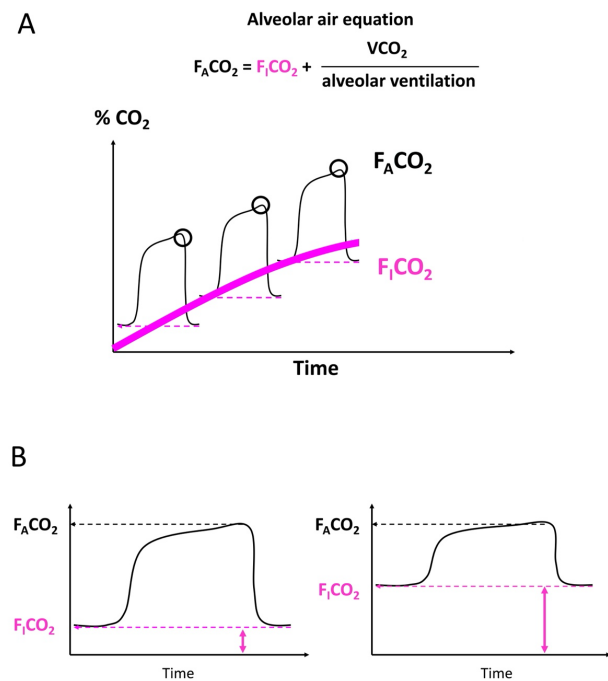 A
Alveolar air equation
FACO2 = FICO2 + VCO2
alveolar ventilation
% CO2
FACO2
FICO2
Time
B
FACO2
FICO2
Time
FACO2
FICO2
Time